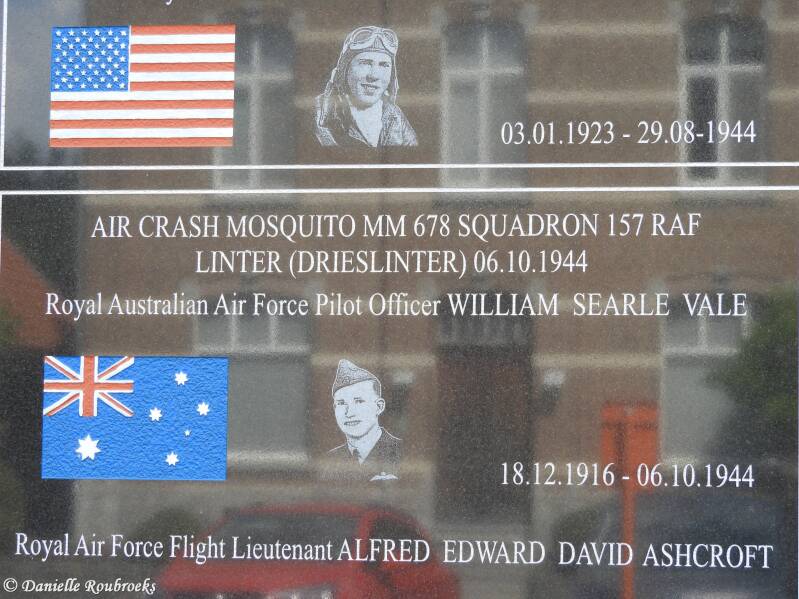 03.01.1923 - 29.08-1944
AIR CRASH MOSQUITO MM 678 SQUADRON 157 RAF
LINTER (DRIESLINTER) 06.10.1944
Royal Australian Air Force Pilot Officer WILLIAM SEARLE VALE
18.12.1916 - 06.10.1944
Royal Air Force Flight Lieutenant ALFRED EDWARD DAVID ASHCROFT
© Danielle Roubroeks